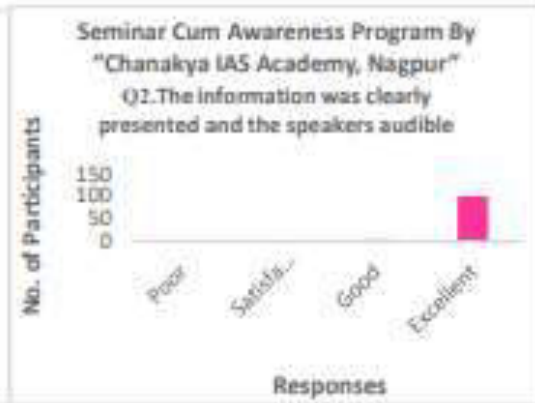 Seminar Cum Awareness Program By
"Chanakya IAS Academy, Nagpur"
Q2.The information was clearly
presented and the speakers audible
No. of Participants
150
100
50
0
Poor
Satisfa...
Good
Excellent
Responses